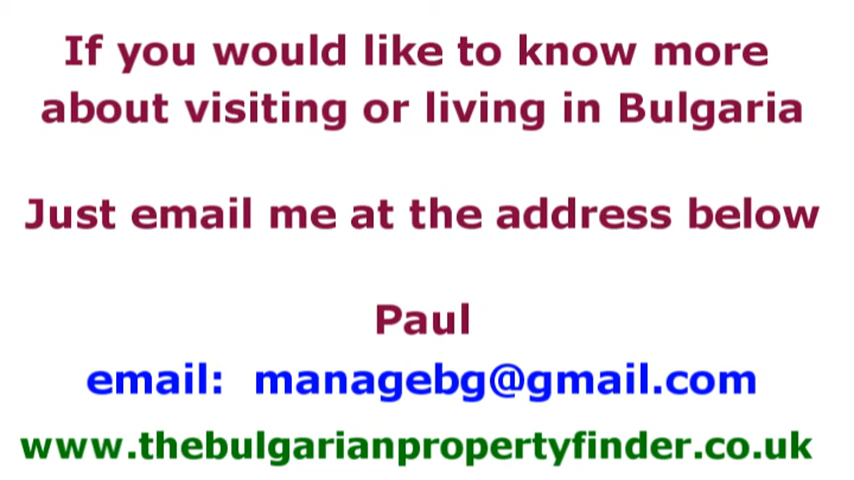 If you would like to know more
about visiting or living in Bulgaria
Just email me at the address below
Paul
email: managebg@gmail.com
www.thebulgarianpropertyfinder.co.uk